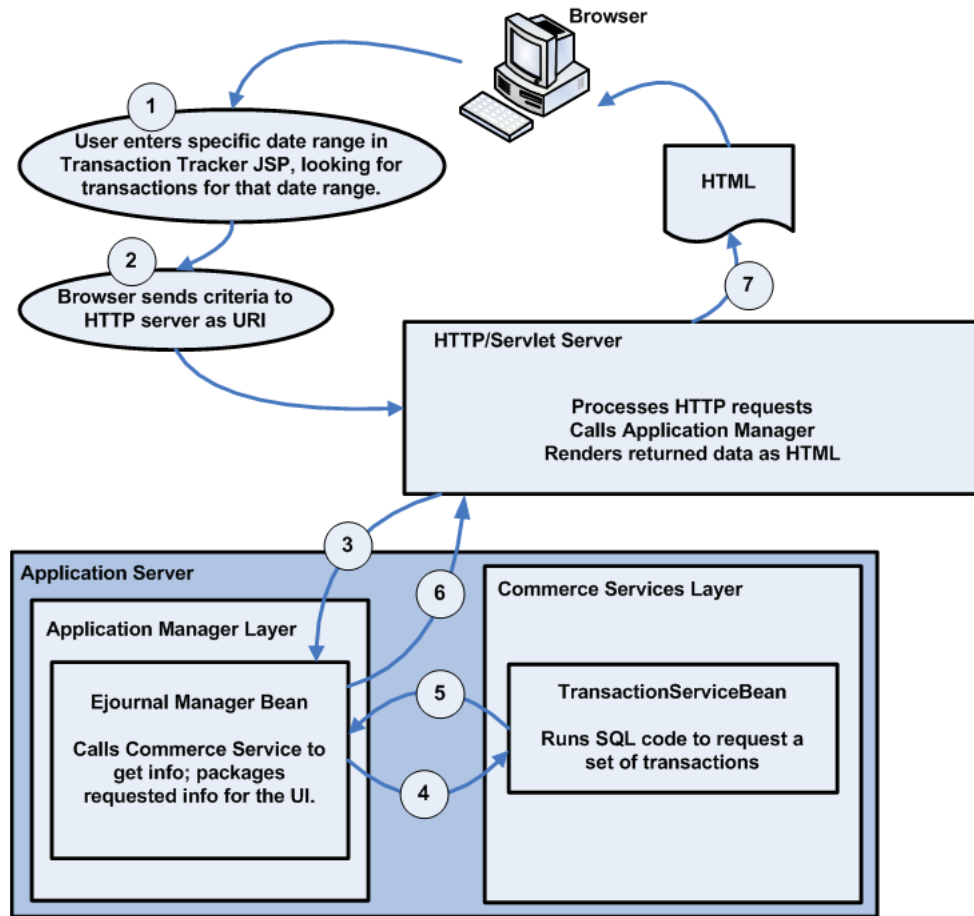 Browser
1
User enters specific date range in
Transaction Tracker JSP, looking for
transactions for that date range.
HTML
2
Browser sends criteria to
HTTP server as URI
7
HTTP/Servlet Server
Processes HTTP requests
Calls Application Manager
Renders returned data as HTML
3
Application Server
6
Commerce Services Layer
Application Manager Layer
Ejournal Manager Bean
Calls Commerce Service to
get info; packages
requested info for the UI.
5
4
TransactionServiceBean
Runs SQL code to request a
set of transactions